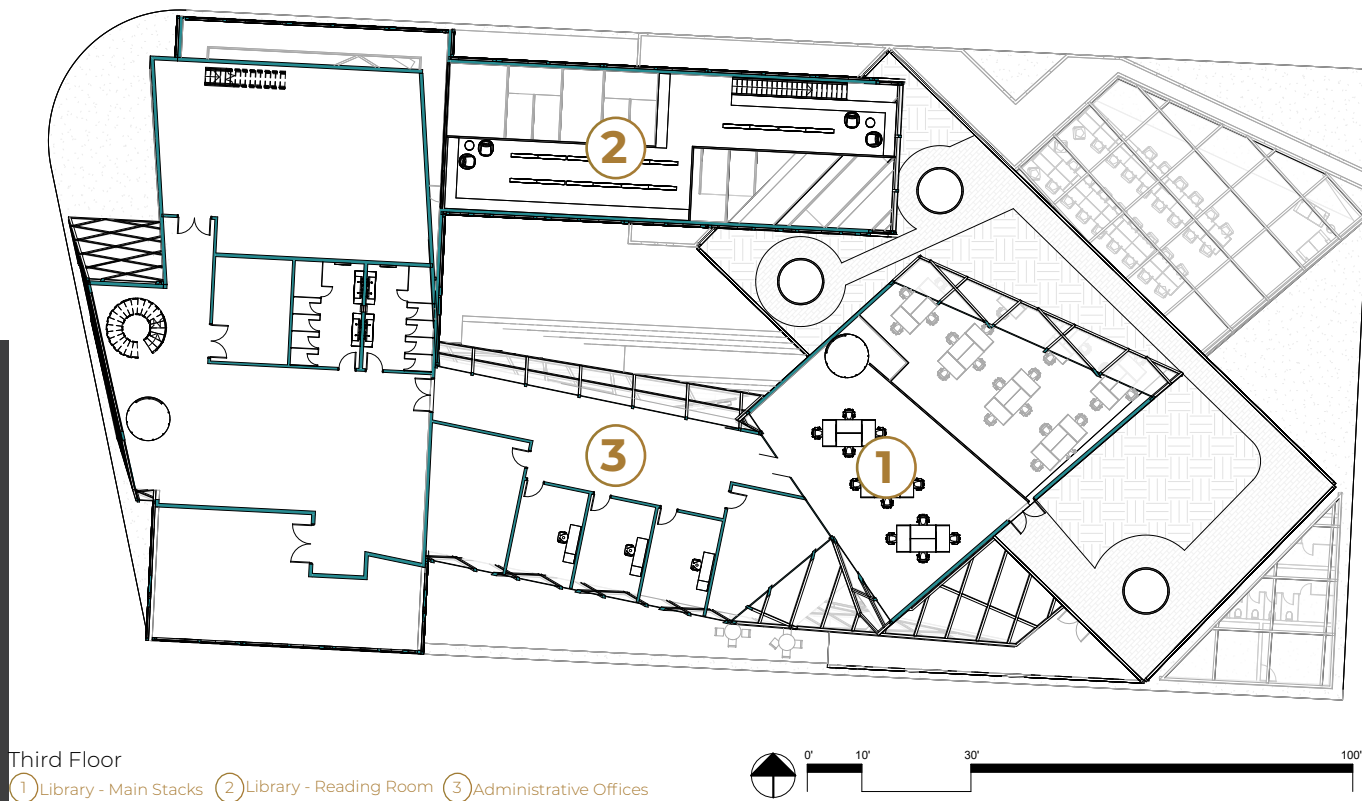 2
3
1
Third Floor
1 Library - Main Stacks 2 Library - Reading Room 3 Administrative Offices
0' 10' 30' 100'